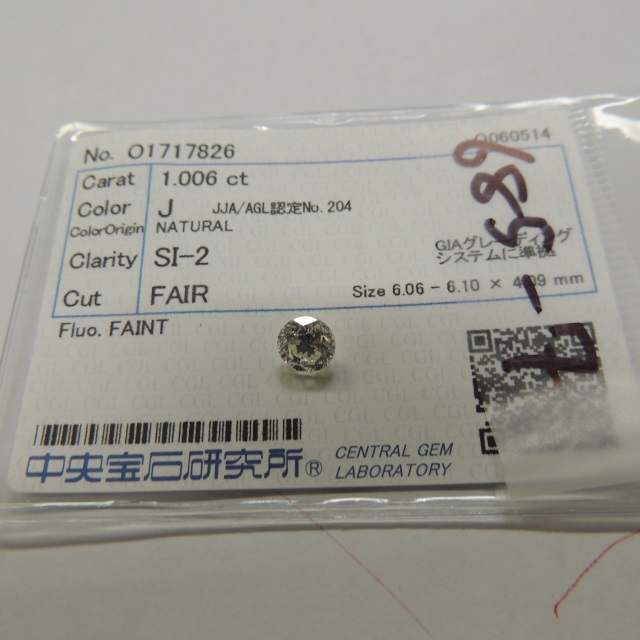 No. O1717826
O060514
Carat 1.006 ct
Color J JJA/AGL認定No.204
ColorOrigin NATURAL
Clarity SI-2
GIAグレーディング
システムに準拠
Cut FAIR
Size 6.06 - 6.10 × mm
Fluo. FAINT
中央宝石研究所®
CENTRAL GEM
LABORATORY